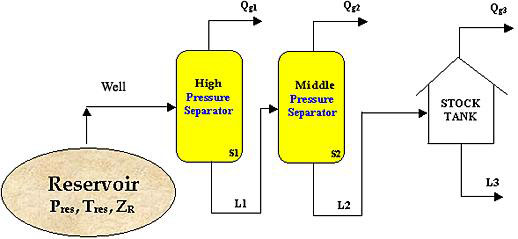 Qg1
Qg2
Qg3
Well
High
Pressure
Separator
S1
Middle
Pressure
Separator
S2
STOCK
TANK
Reservoir
Pres, Tres, ZR
L1
L2
L3